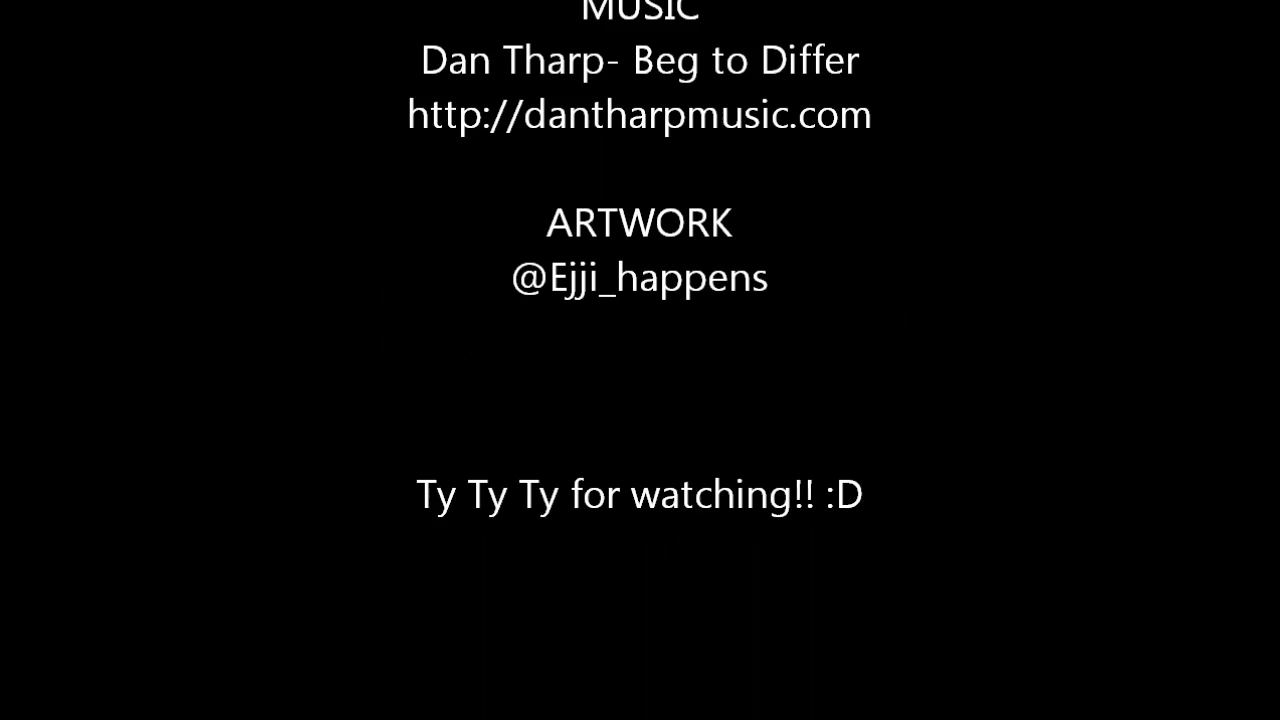 MUSIC
Dan Tharp- Beg to Differ
http://dantharpmusic.com
ARTWORK
@Ejji_happens
Ty Ty Ty for watching!! :D